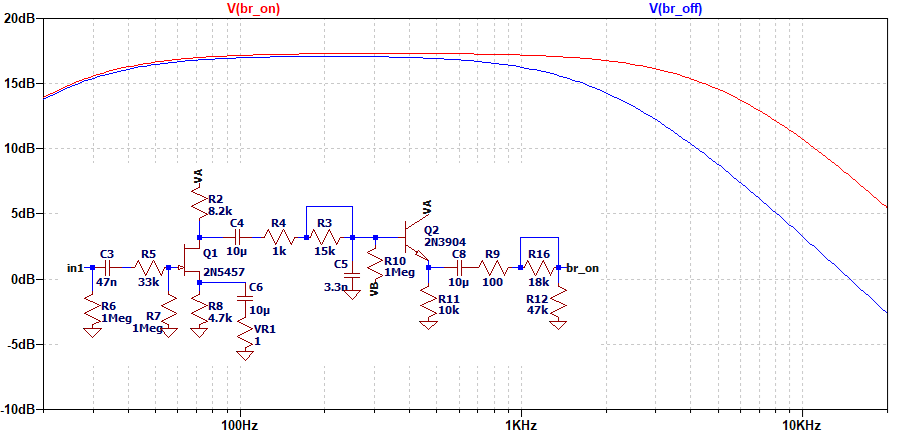 V(br_on) V(br_off)
20dB
15dB
10dB
5dB
0dB
-5dB
-10dB
100Hz 1KHz 10KHz
VA
R2
8.2k
C4
10µ
R4
1k
R3
15k
VA
Q2
2N3904
in1
C3
47n
R5
33k
Q1
2N5457
C5
3.3n
R10
1Meg
VB
C8
10µ
R9
100
R16
18k
br_on
R6
1Meg
R7
1Meg
R8
4.7k
C6
10µ
VR1
1
R11
10k
R12
47k